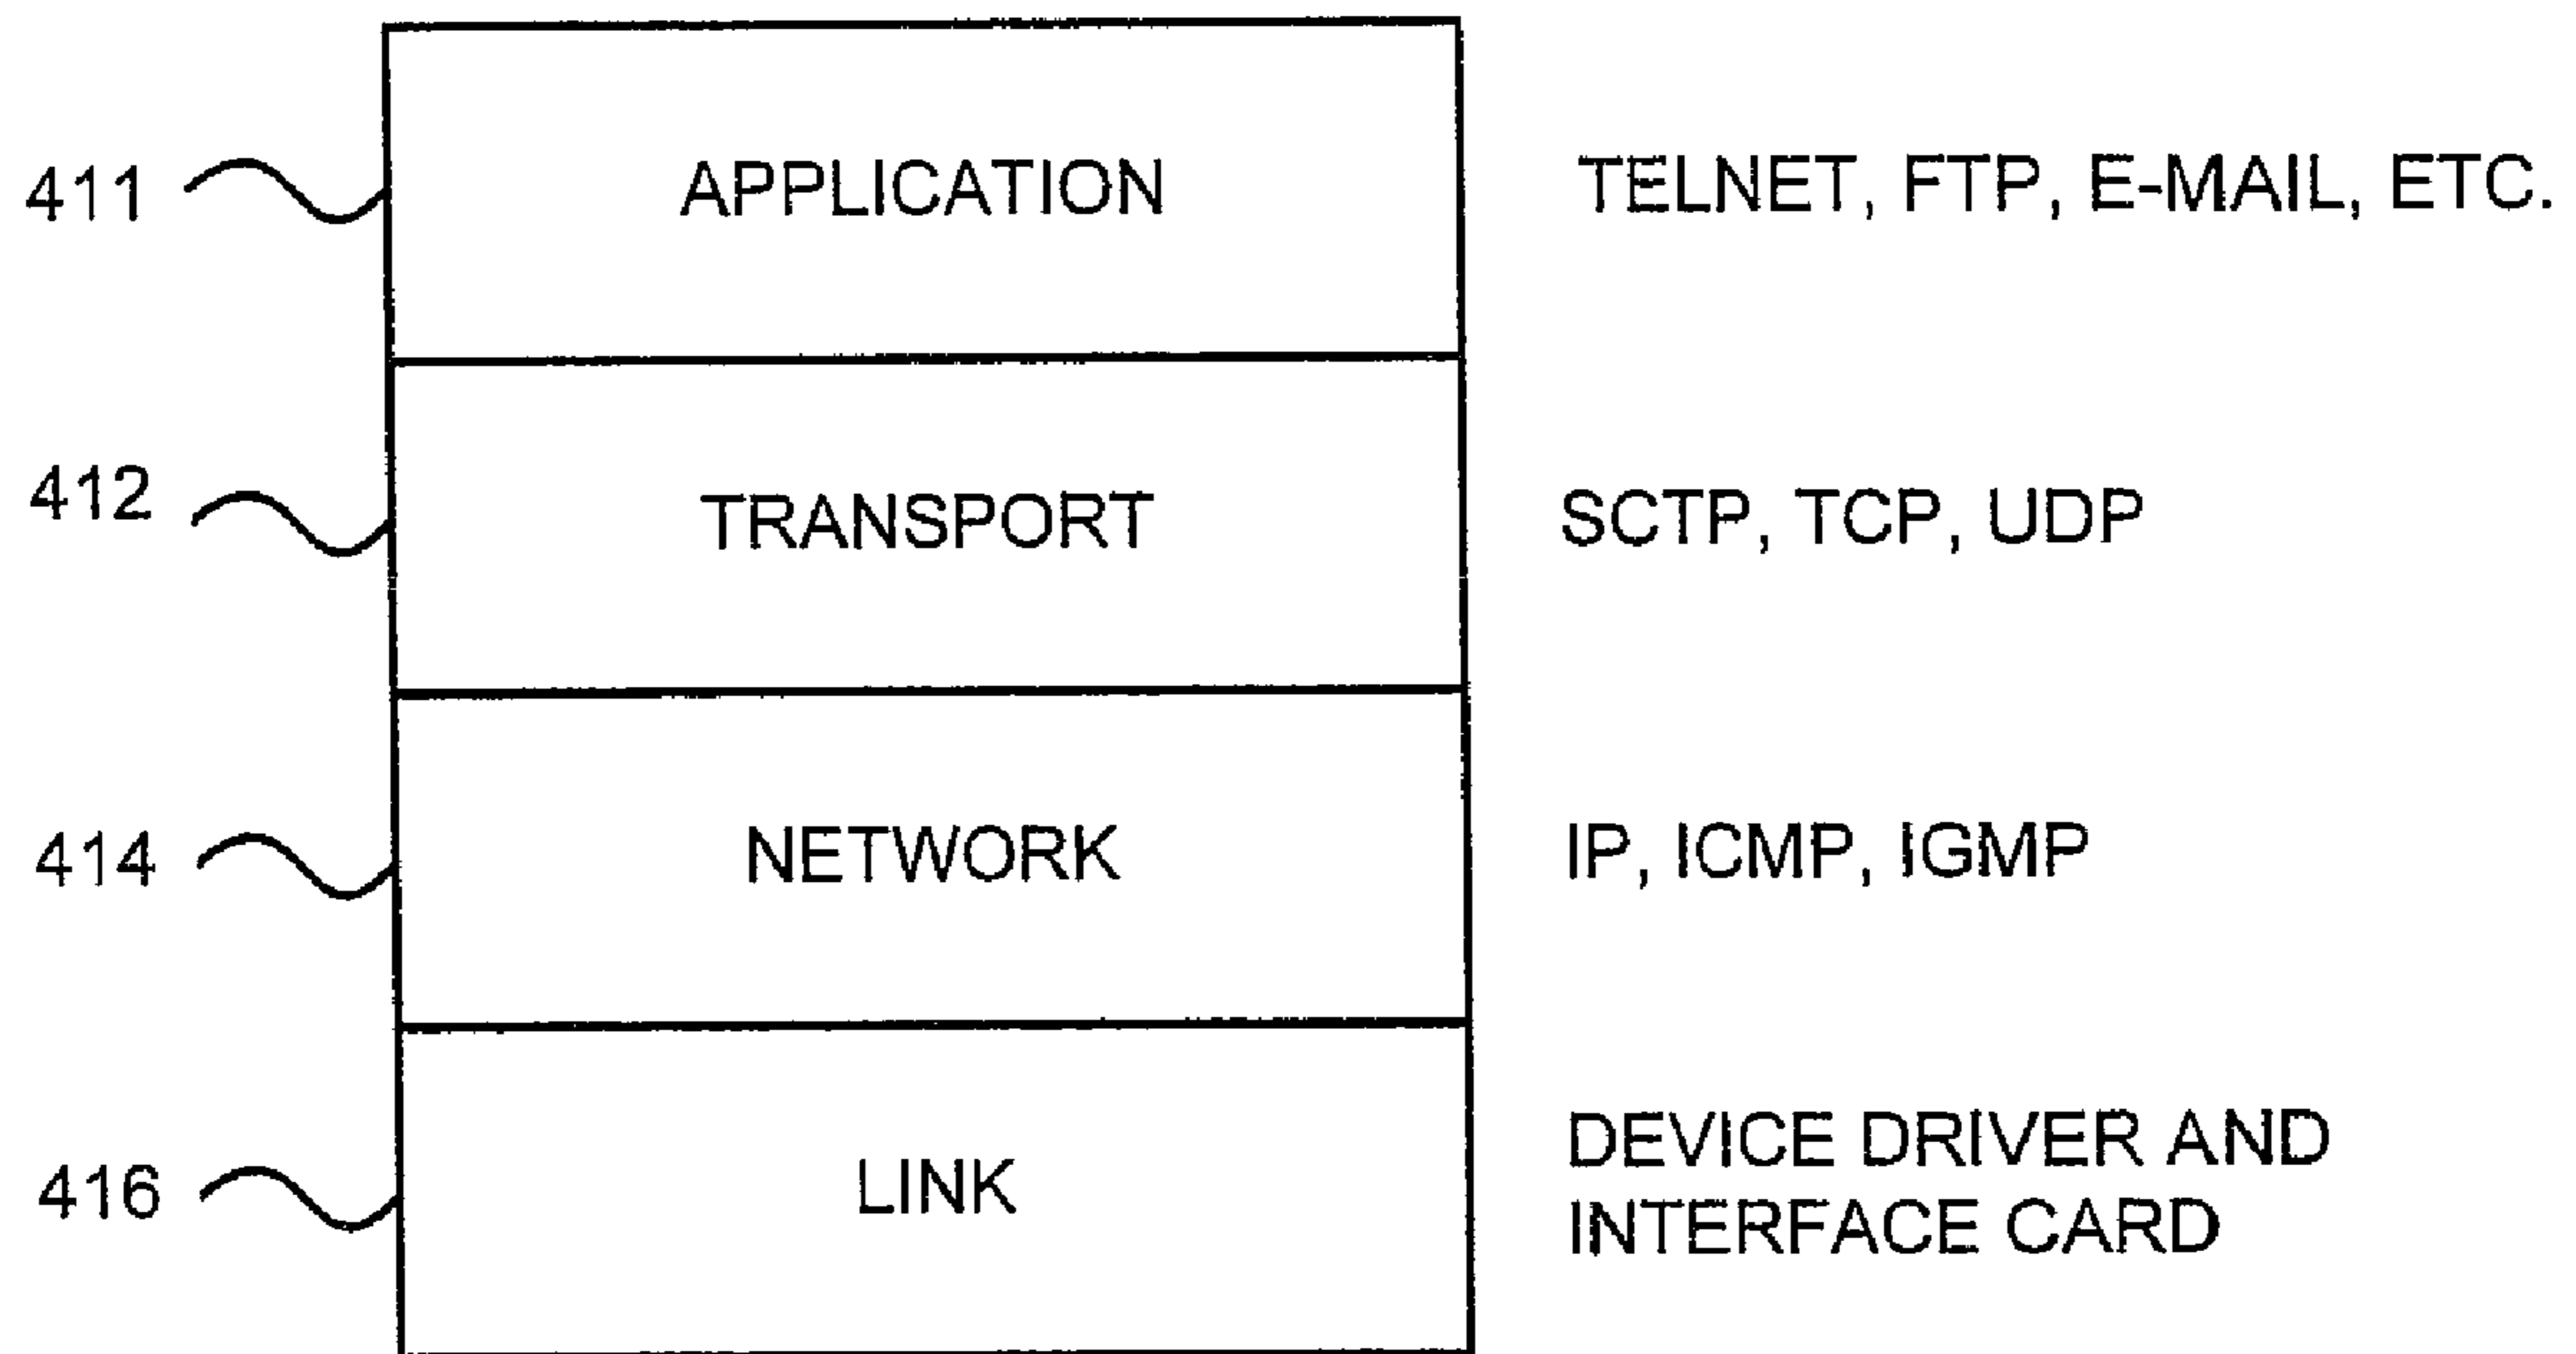 411 APPLICATION TELNET, FTP, E-MAIL, ETC.
412 TRANSPORT SCTP, TCP, UDP
414 NETWORK IP, ICMP, IGMP
416 LINK DEVICE DRIVER AND
INTERFACE CARD